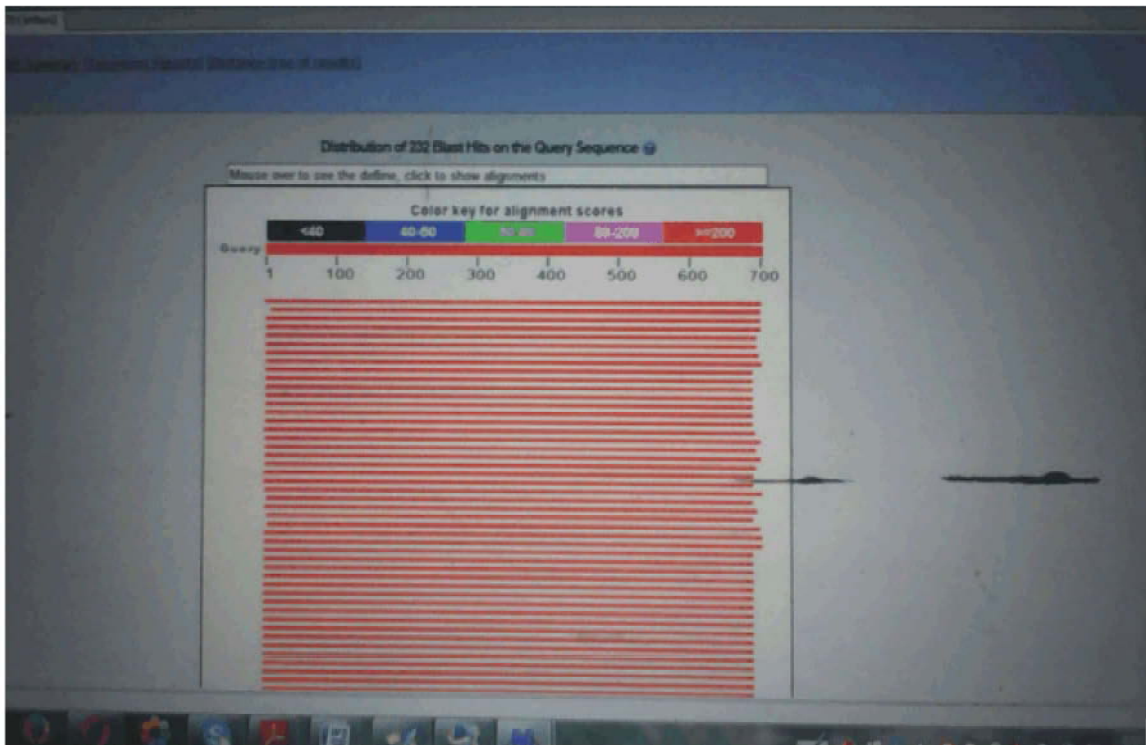 Distribution of 232 Blast Hits on the Query Sequence
Mouse over to see the define, click to show alignments
Color key for alignment scores
<40 40-50 80-200 >=200
Query
1 100 200 300 400 500 600 700